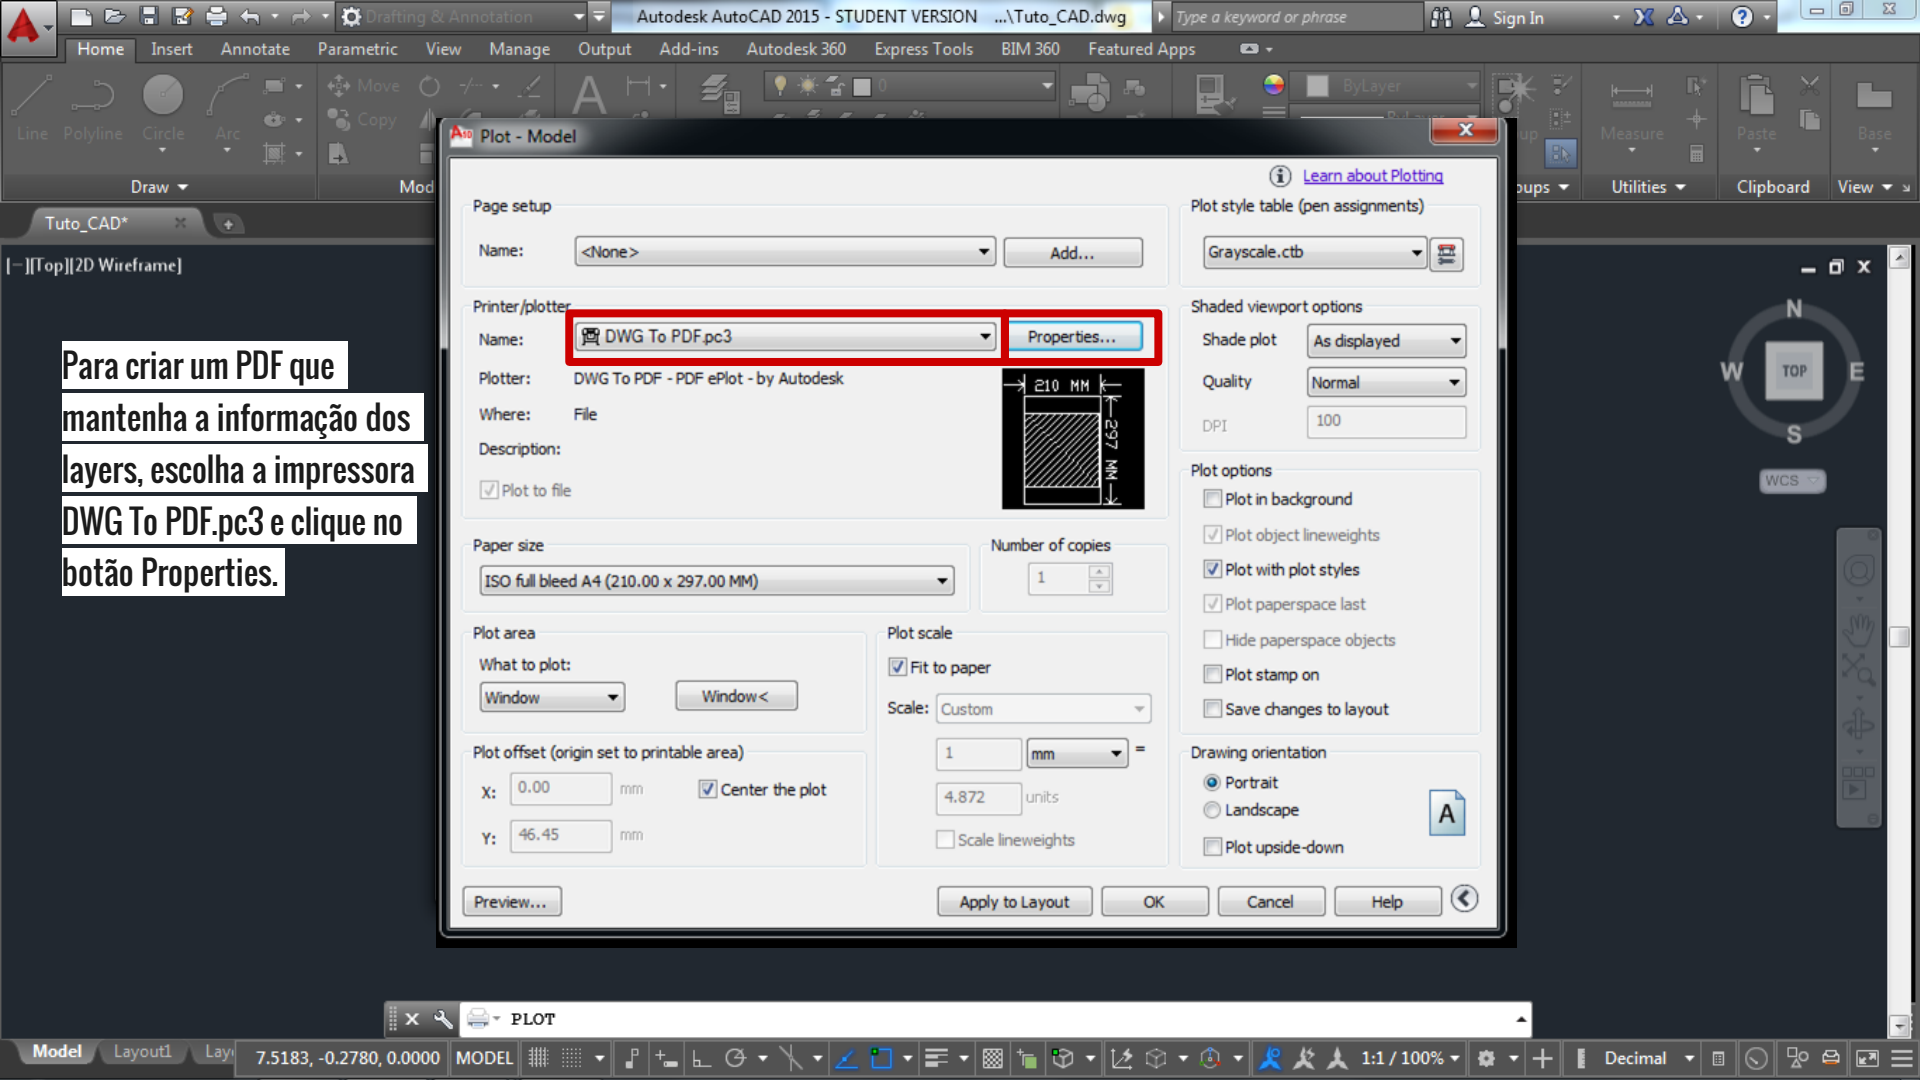 Drafting & Annotation
Autodesk AutoCAD 2015 - STUDENT VERSION ...\Tuto_CAD.dwg
Type a keyword or phrase
Sign In
Home Insert Annotate Parametric View Manage Output Add-ins Autodesk 360 Express Tools BIM 360 Featured Apps
Move
0
ByLayer
Copy
Line Polyline Circle Arc
Measure
Paste
Base
Draw
Mod
oups
Utilities
Clipboard
View
Tuto_CAD*
[−][Top][2D Wireframe]
Para criar um PDF que
mantenha a informação dos
layers, escolha a impressora
DWG To PDF.pc3 e clique no
botão Properties.
Plot - Model
Learn about Plotting
Page setup
Name: <None> Add...
Printer/plotter
Name: DWG To PDF.pc3 Properties...
Plotter: DWG To PDF - PDF ePlot - by Autodesk
Where: File
Description:
Plot to file
210 MM
297 MM
Paper size
ISO full bleed A4 (210.00 x 297.00 MM)
Number of copies
1
Plot area
What to plot:
Window Window<
Plot offset (origin set to printable area)
X: 0.00 mm Center the plot
Y: 46.45 mm
Plot scale
Fit to paper
Scale: Custom
1 mm =
4.872 units
Scale lineweights
Plot style table (pen assignments)
Grayscale.ctb
Shaded viewport options
Shade plot As displayed
Quality Normal
DPI 100
Plot options
Plot in background
Plot object lineweights
Plot with plot styles
Plot paperspace last
Hide paperspace objects
Plot stamp on
Save changes to layout
Drawing orientation
Portrait
Landscape
A
Plot upside-down
Preview... Apply to Layout OK Cancel Help
N
W TOP E
S
WCS
PLOT
Model Layout1 Lay
7.5183, -0.2780, 0.0000 MODEL
1:1 / 100%
Decimal